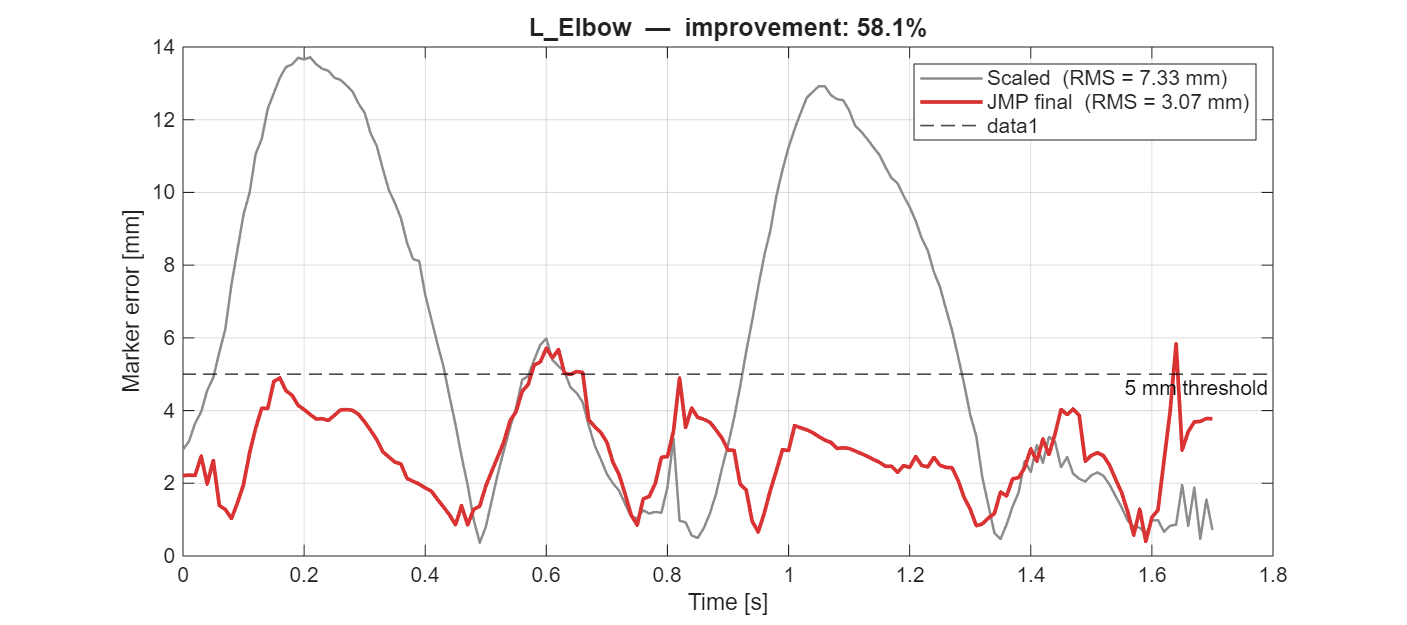 L_Elbow — improvement: 58.1%
14
12
10
8
6
4
2
0
Marker error [mm]
Scaled (RMS = 7.33 mm)
JMP final (RMS = 3.07 mm)
data1
5 mm threshold
0 0.2 0.4 0.6 0.8 1 1.2 1.4 1.6 1.8
Time [s]